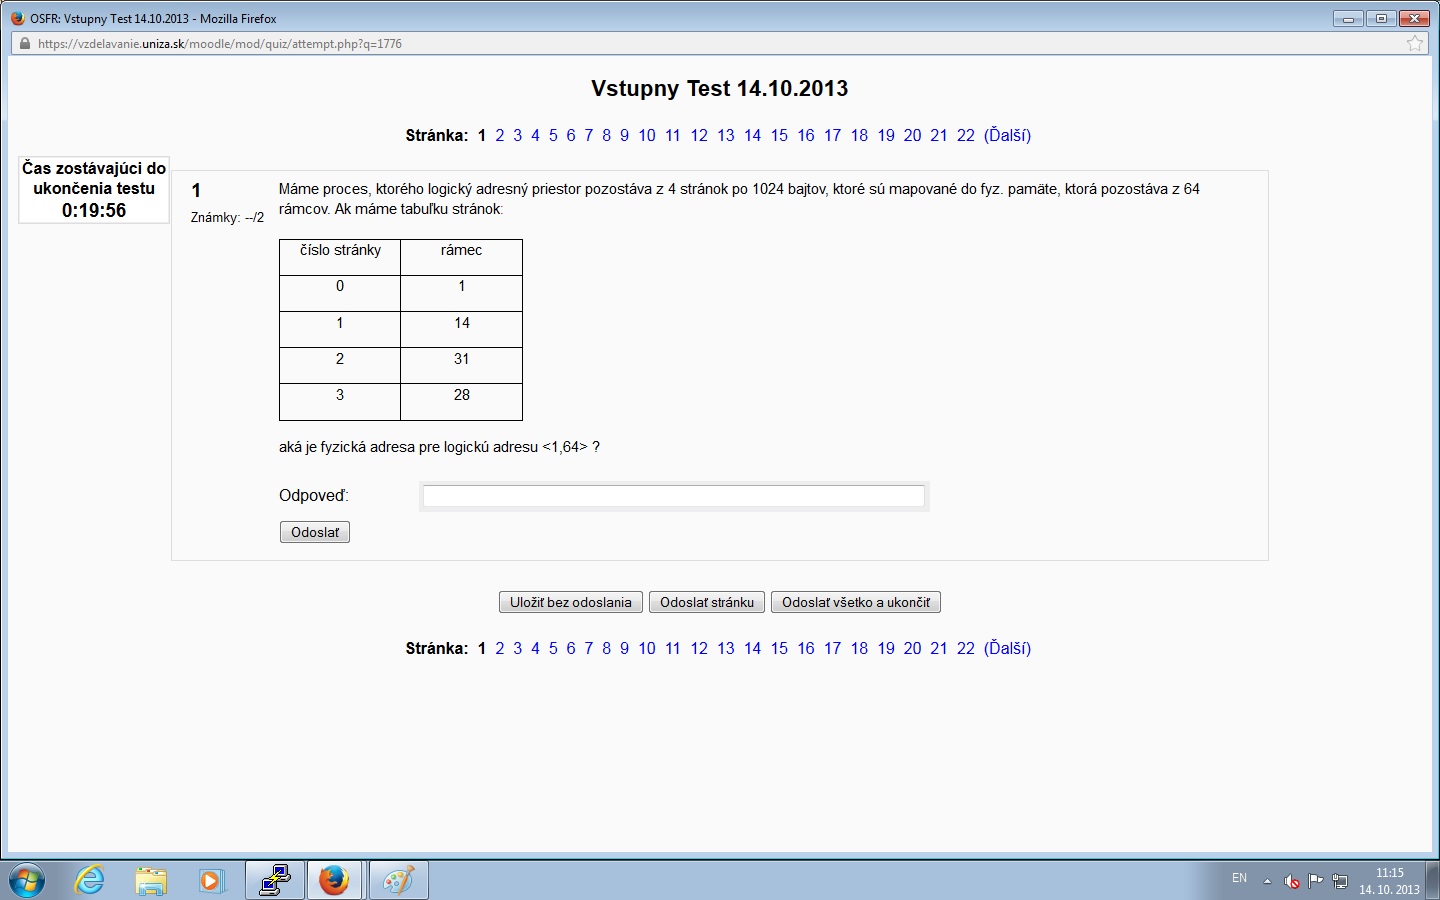 OSFR: Vstupny Test 14.10.2013 - Mozilla Firefox
https://vzdelavanie.uniza.sk/moodle/mod/quiz/attempt.php?q=1776
Vstupny Test 14.10.2013
Stránka: 1 2 3 4 5 6 7 8 9 10 11 12 13 14 15 16 17 18 19 20 21 22 (Ďalší)
Čas zostávajúci do
ukončenia testu
0:19:56
1
Známky: --/2
Máme proces, ktorého logický adresný priestor pozostáva z 4 stránok po 1024 bajtov, ktoré sú mapované do fyz. pamäte, ktorá pozostáva z 64
rámcov. Ak máme tabuľku stránok:
číslo stránky rámec
0 1
1 14
2 31
3 28
aká je fyzická adresa pre logickú adresu <1,64> ?
Odpoveď:
Odoslať
Uložiť bez odoslania Odoslať stránku Odoslať všetko a ukončiť
Stránka: 1 2 3 4 5 6 7 8 9 10 11 12 13 14 15 16 17 18 19 20 21 22 (Ďalší)
EN
11:15
14. 10. 2013